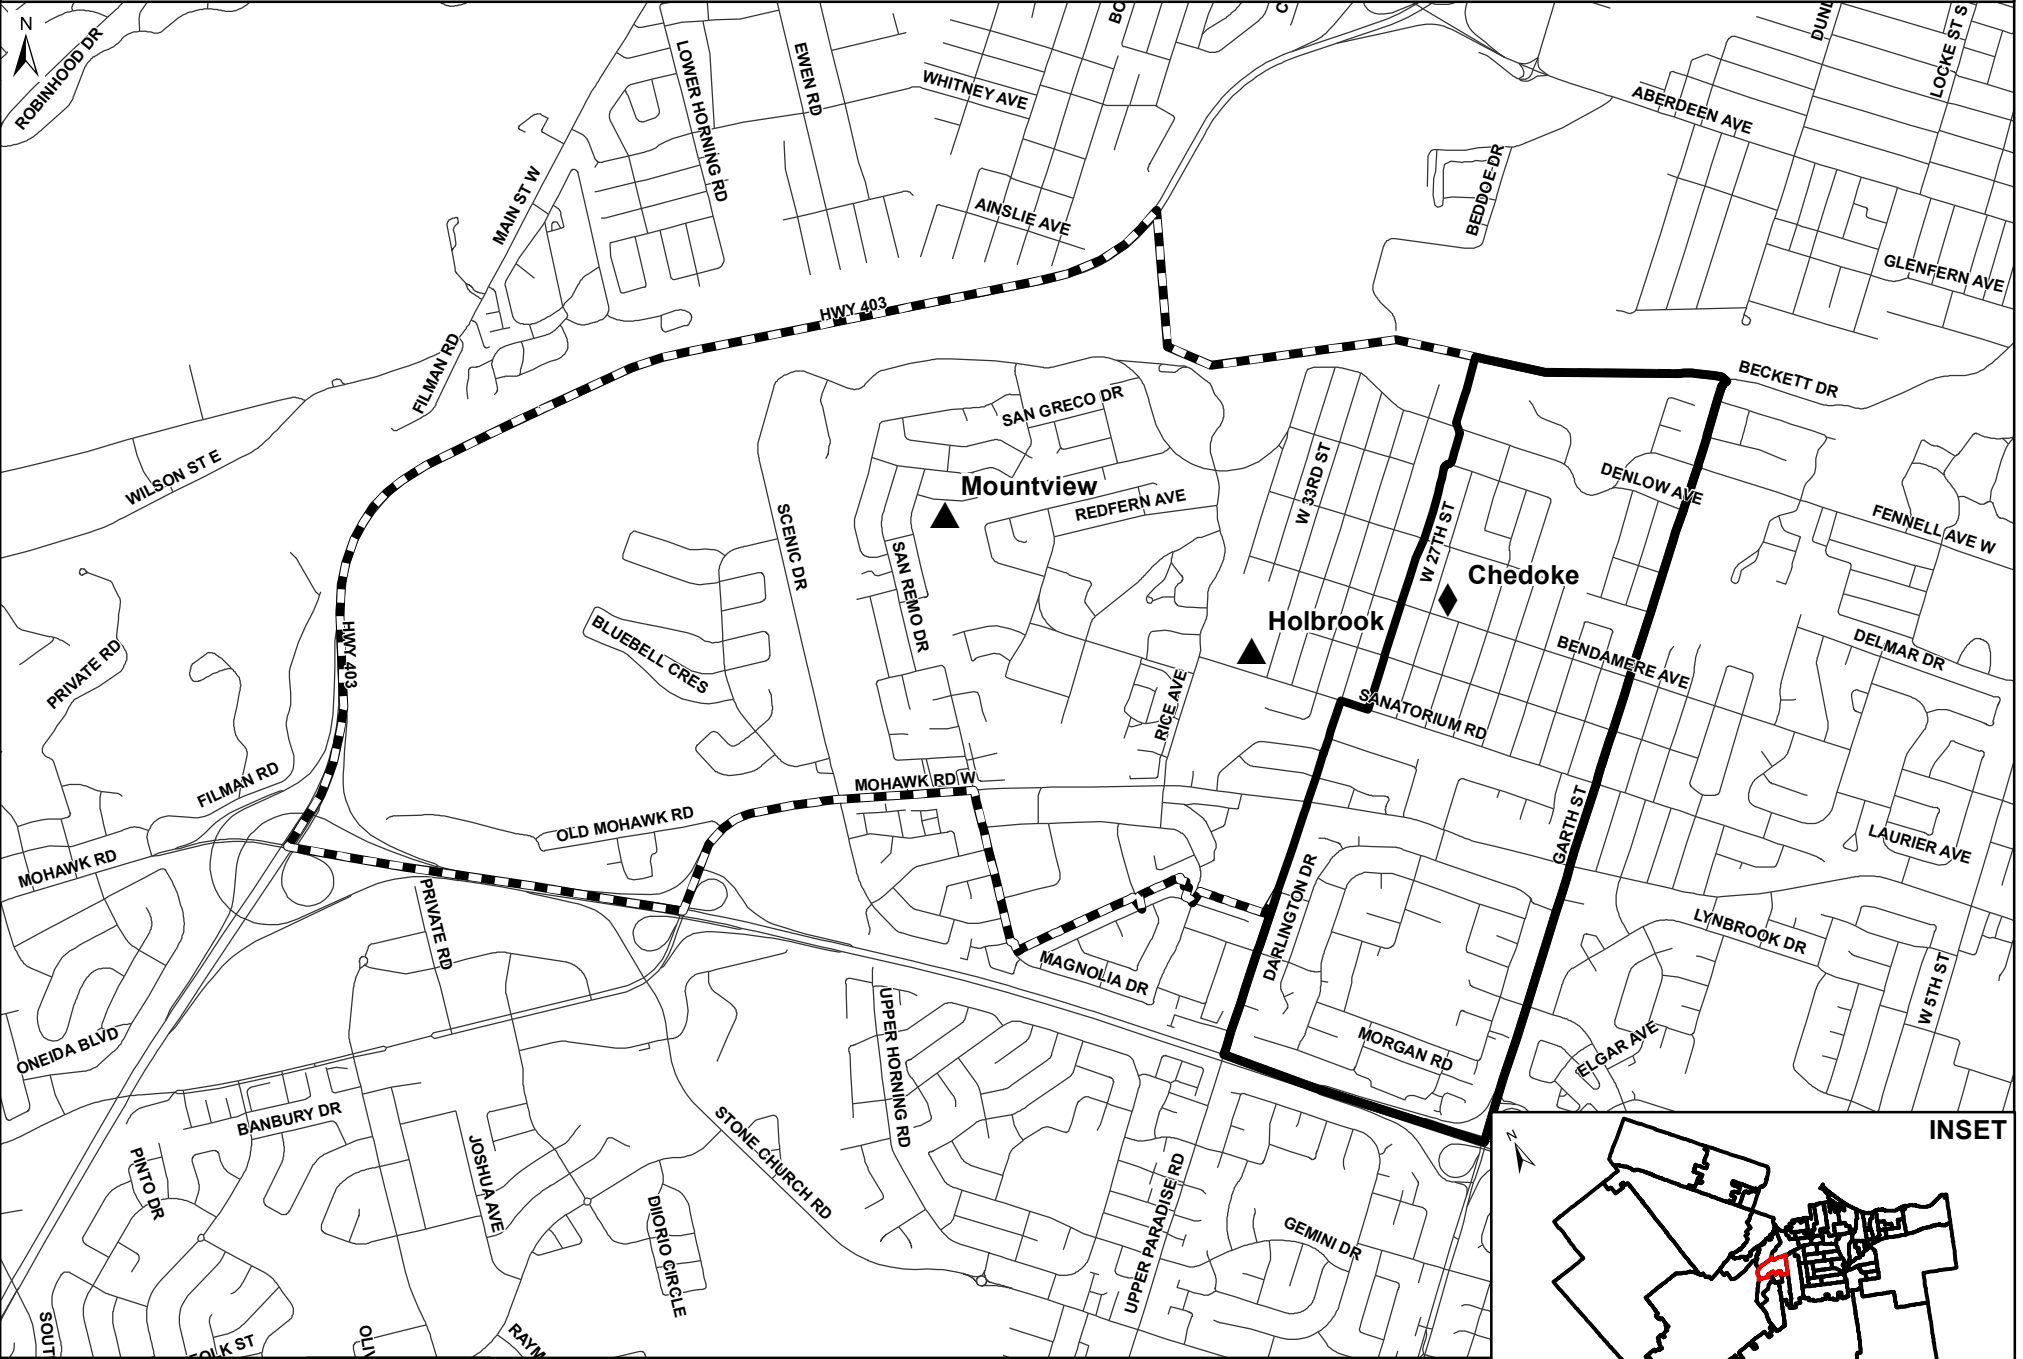 N
ROBINHOOD DR
LOWER HORNING RD
EWEN RD
WHITNEY AVE
ABERDEEN AVE
LOCKE ST S
MAIN ST W
AINSLIE AVE
BEDDOE DR
GLENFERN AVE
HWY 403
FILMAN RD
BECKETT DR
SAN GRECO DR
WILSON ST E
Mountview
REDFERN AVE
W 33RD ST
DENLOW AVE
FENNELL AVE W
SCENIC DR
SAN REMO DR
W 27TH ST
Chedoke
Holbrook
BLUEBELL CRES
HWY 403
PRIVATE RD
BENDAMERE AVE
DELMAR DR
RICE AVE
SANATORIUM RD
FILMAN RD
MOHAWK RD W
OLD MOHAWK RD
GARTH ST
LAURIER AVE
MOHAWK RD
PRIVATE RD
DARLINGTON DR
LYNBROOK DR
MAGNOLIA DR
W 5TH ST
UPPER HORNING RD
ONEIDA BLVD
MORGAN RD
ELGAR AVE
BANBURY DR
STONE CHURCH RD
INSET
N
PINTO DR
JOSHUA AVE
DIIORIO CIRCLE
UPPER PARADISE RD
GEMINI DR